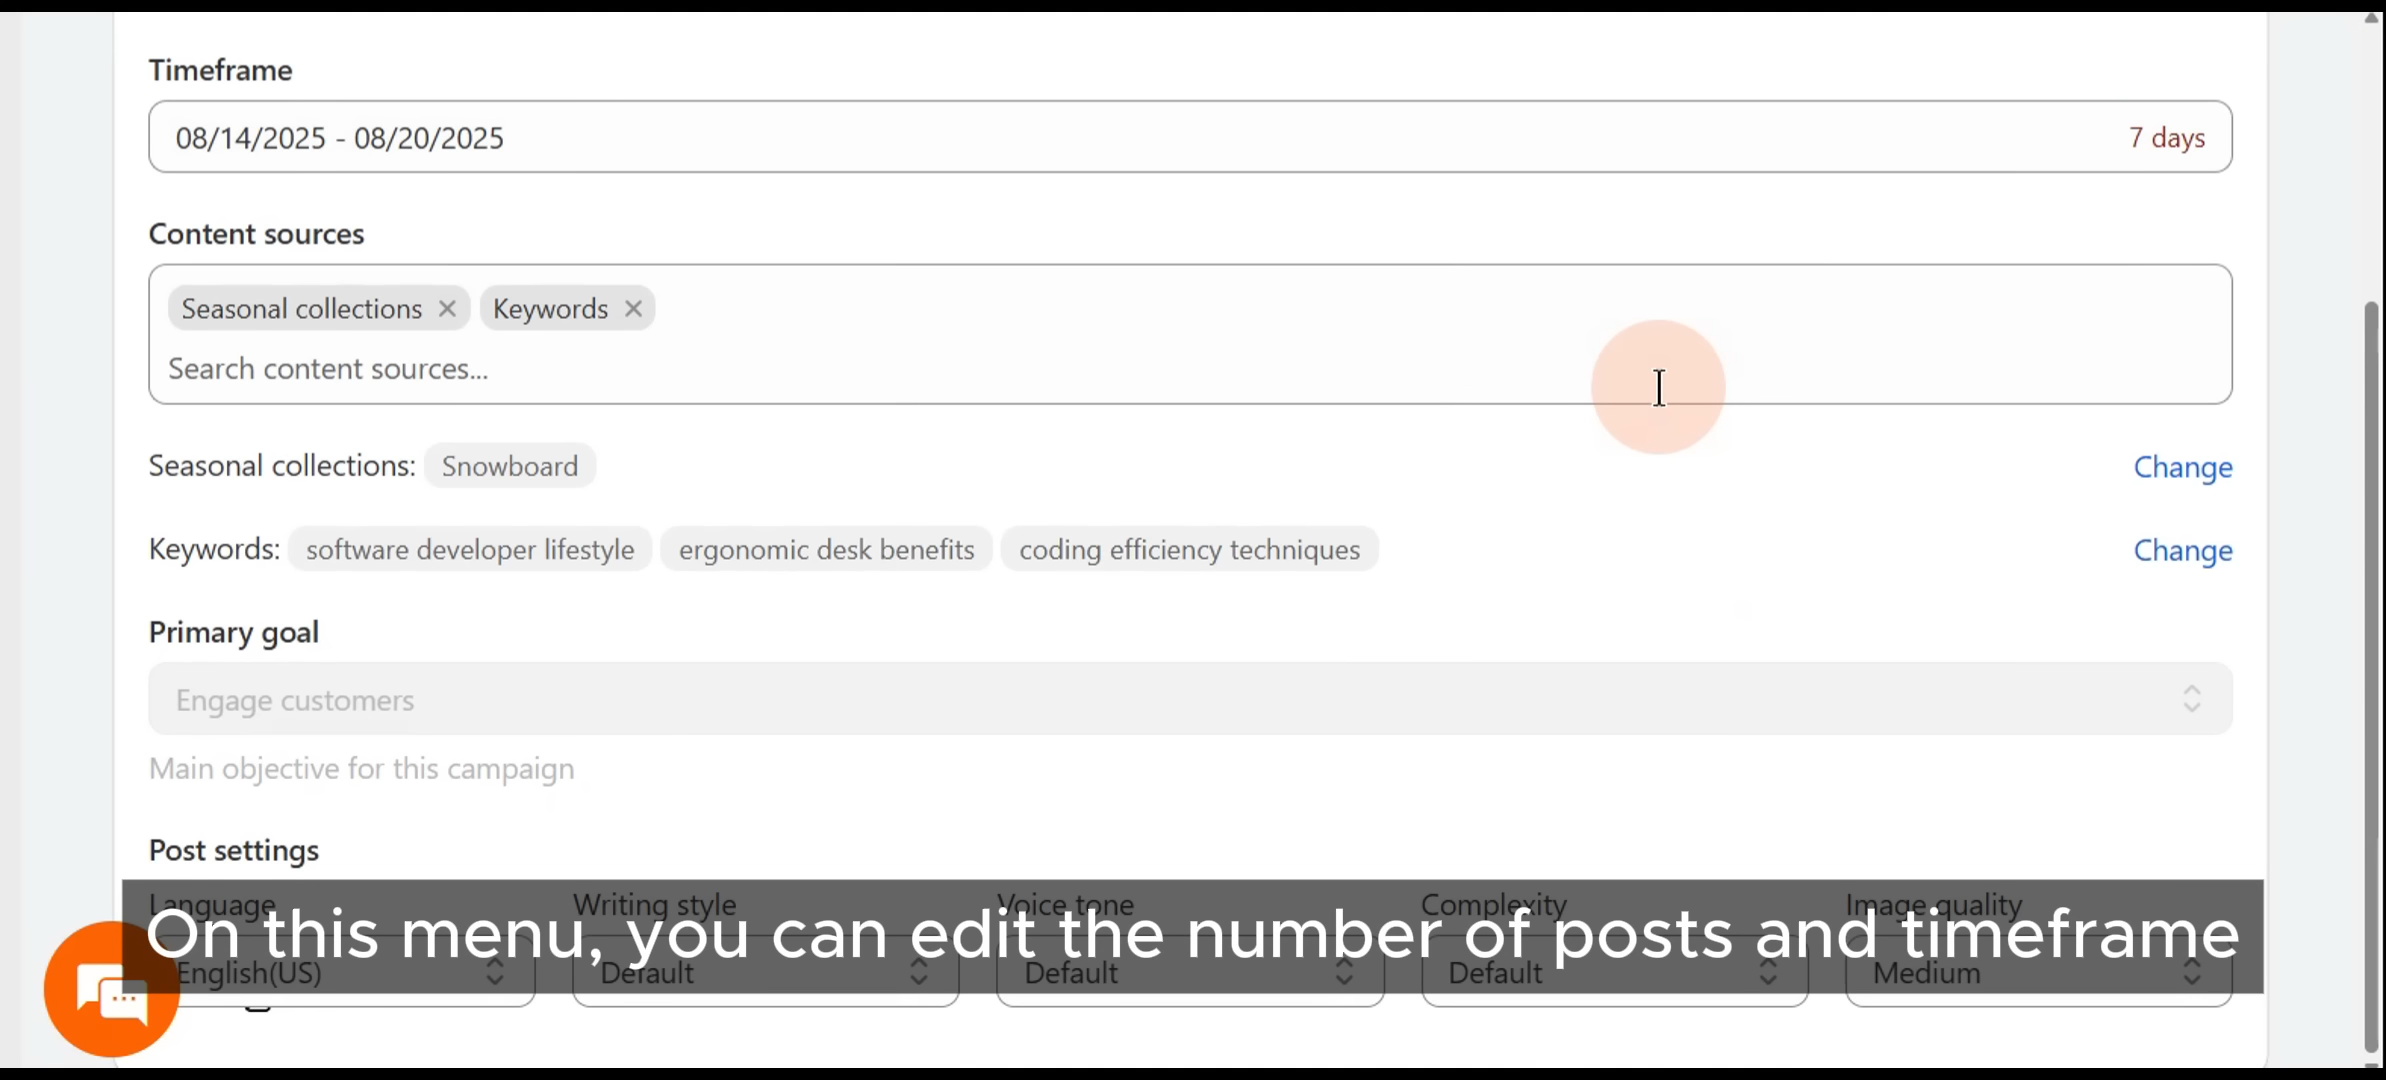 Timeframe
08/14/2025 - 08/20/2025 7 days
Content sources
Seasonal collections Keywords
Search content sources...
Seasonal collections: Snowboard Change
Keywords: software developer lifestyle ergonomic desk benefits coding efficiency techniques Change
Primary goal
Engage customers
Main objective for this campaign
Post settings
Language Writing style Voice tone Complexity Image quality
On this menu, you can edit the number of posts and timeframe
English(US) Default Default Default Medium